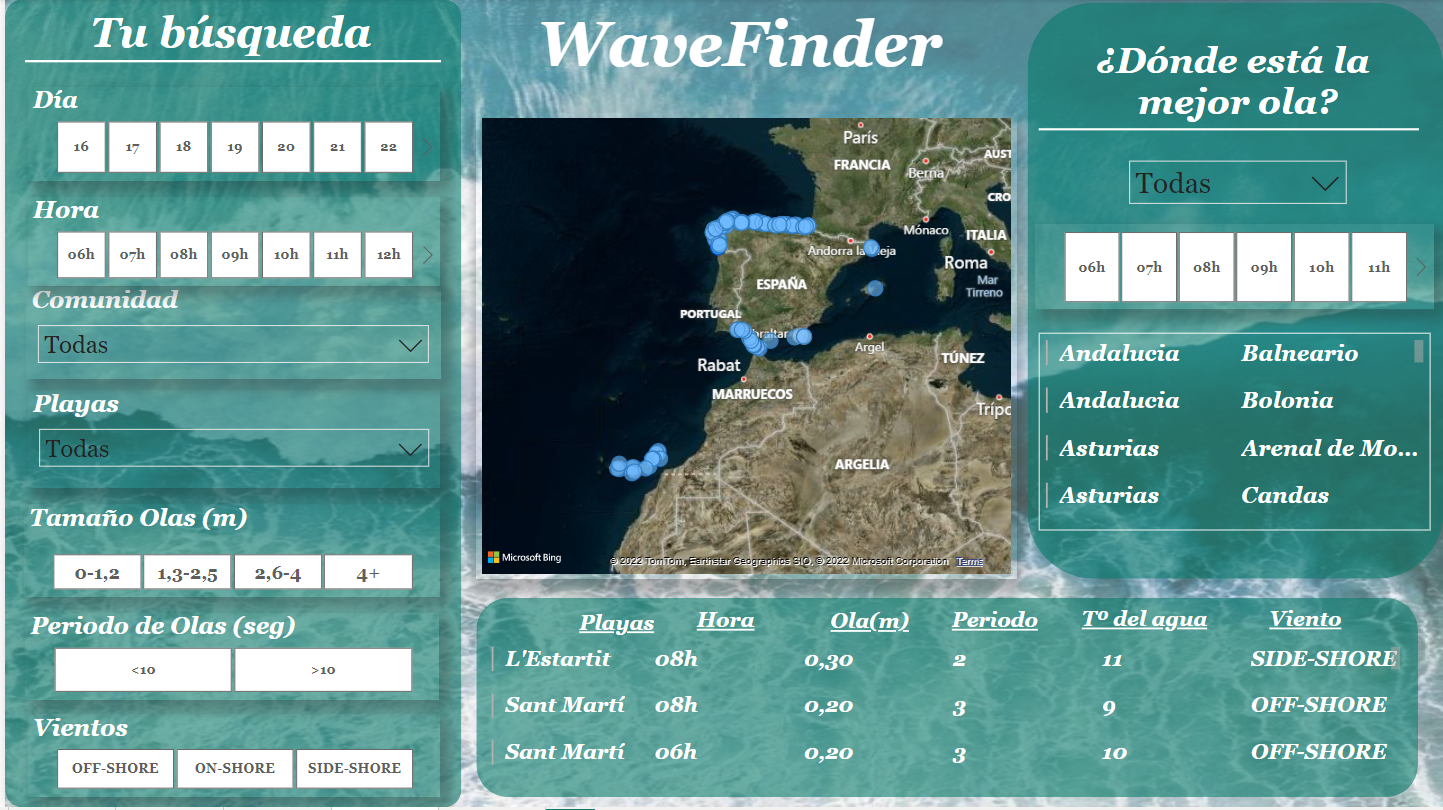 Tu búsqueda
Día
16 17 18 19 20 21 22
Hora
06h 07h 08h 09h 10h 11h 12h
Comunidad
Todas
Playas
Todas
Tamaño Olas (m)
0-1,2 1,3-2,5 2,6-4 4+
Periodo de Olas (seg)
<10 >10
Vientos
OFF-SHORE ON-SHORE SIDE-SHORE
WaveFinder
París
FRANCIA
AUST
Berna
CRO
Mónaco
ITALIA
Andorra la Vieja
Roma
Mar
Tirreno
ESPAÑA
PORTUGAL
ibraltar
Argel
TÚNEZ
Rabat
MARRUECOS
Trípo
ARGELIA
Microsoft Bing
© 2022 TomTom, Earthstar Geographics SIO, © 2022 Microsoft Corporation Terms
¿Dónde está la
mejor ola?
Todas
06h 07h 08h 09h 10h 11h
Andalucia Balneario
Andalucia Bolonia
Asturias Arenal de Mo...
Asturias Candas
Playas Hora Ola(m) Periodo Tº del agua Viento
L'Estartit 08h 0,30 2 11 SIDE-SHORE
Sant Martí 08h 0,20 3 9 OFF-SHORE
Sant Martí 06h 0,20 3 10 OFF-SHORE